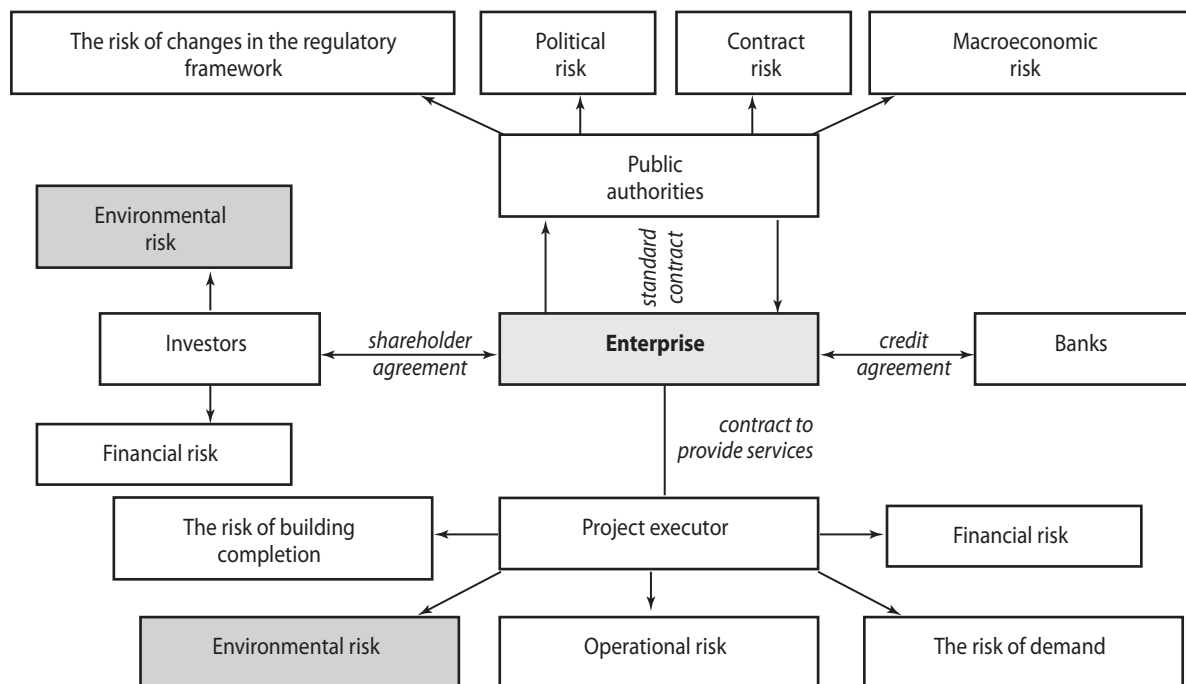 The risk of changes in the regulatory
framework
Political
risk
Contract
risk
Macroeconomic
risk
Public
authorities
Environmental
risk
standard
contract
Investors
shareholder
agreement
Enterprise
credit
agreement
Banks
Financial risk
contract to
provide services
The risk of building
completion
Project executor
Financial risk
Environmental risk
Operational risk
The risk of demand